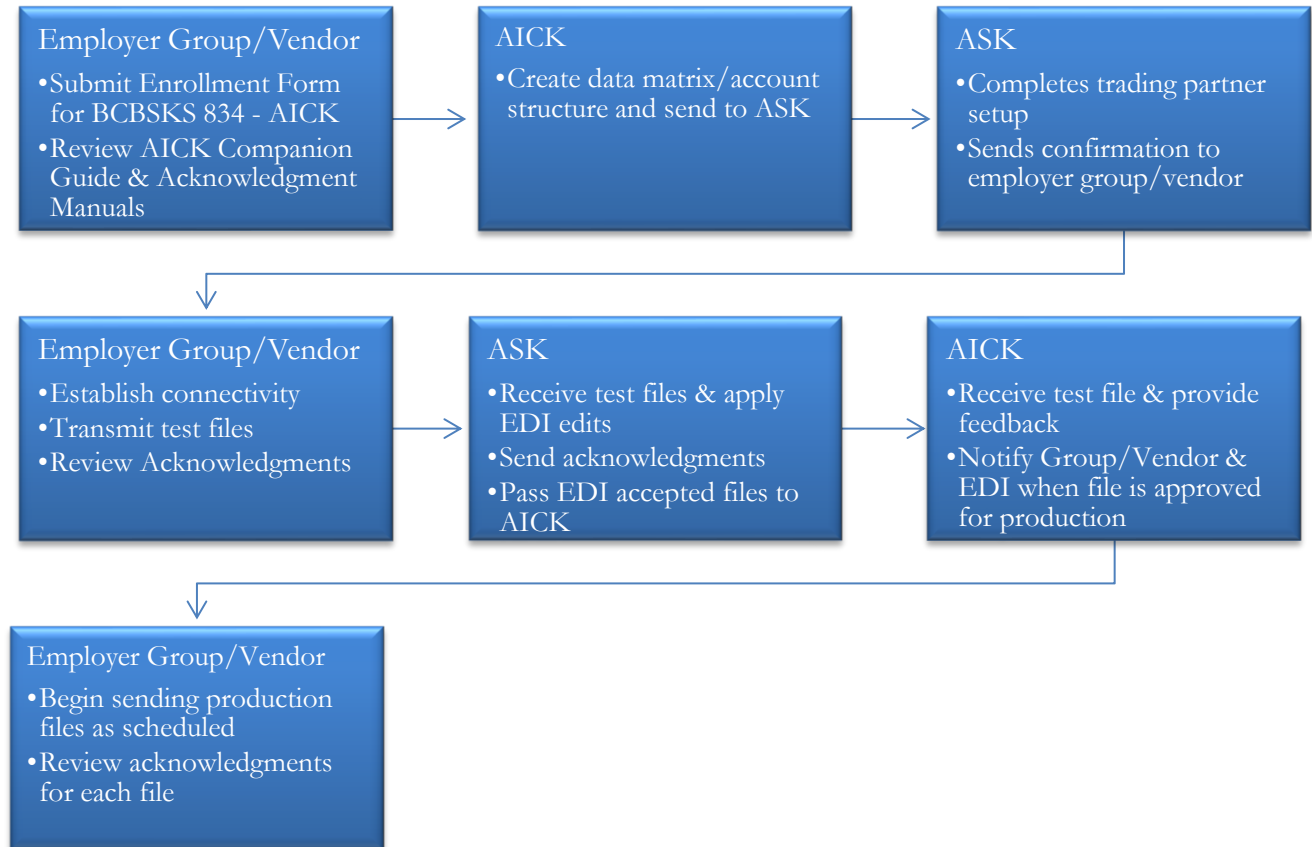 Employer Group/Vendor
•Submit Enrollment Form
for BCBSKS 834 - AICK
•Review AICK Companion
Guide & Acknowledgment
Manuals
AICK
•Create data matrix/account
structure and send to ASK
ASK
•Completes trading partner
setup
•Sends confirmation to
employer group/vendor
Employer Group/Vendor
•Establish connectivity
•Transmit test files
•Review Acknowledgments
ASK
•Receive test files & apply
EDI edits
•Send acknowledgments
•Pass EDI accepted files to
AICK
AICK
•Receive test file & provide
feedback
•Notify Group/Vendor &
EDI when file is approved
for production
Employer Group/Vendor
•Begin sending production
files as scheduled
•Review acknowledgments
for each file